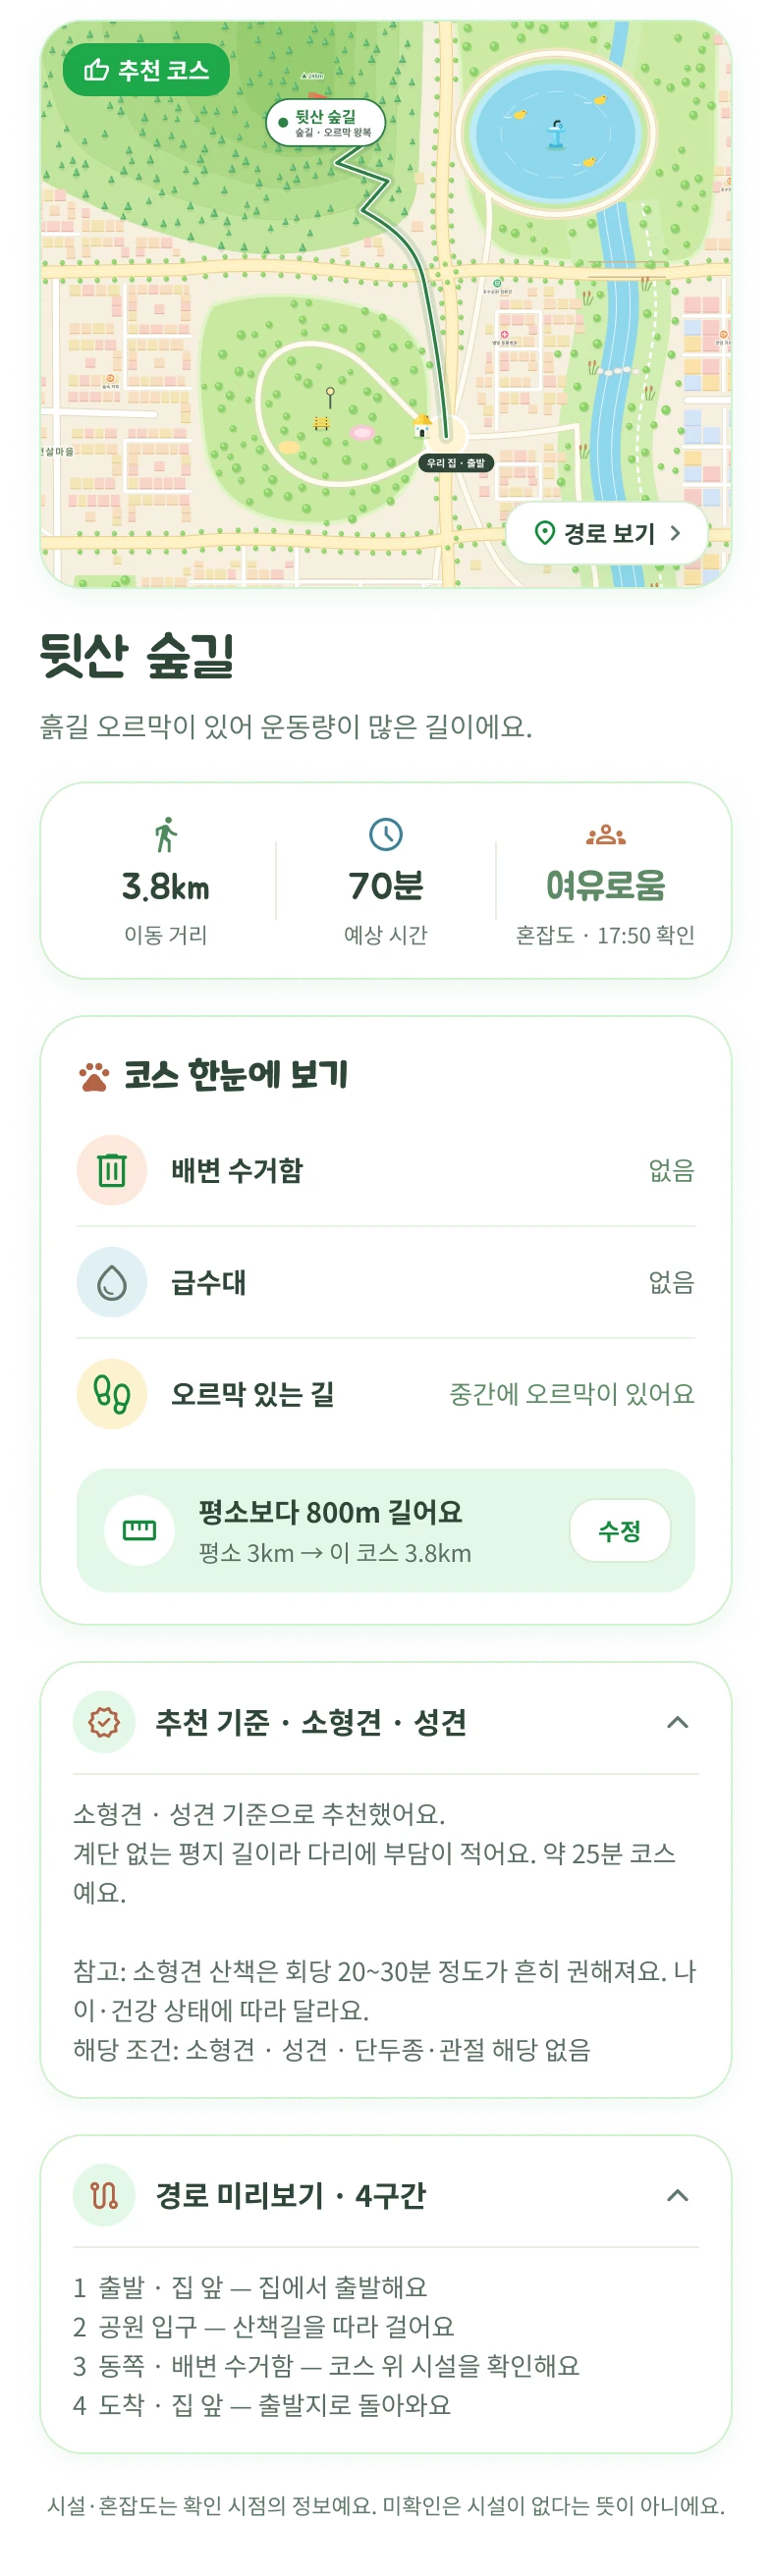 추천 코스
뒷산 숲길
숲길 · 오르막 왕복
우리 집 · 출발
경로 보기
뒷산 숲길
흙길 오르막이 있어 운동량이 많은 길이에요.
3.8km
70분
여유로움
이동 거리
예상 시간
혼잡도 · 17:50 확인
코스 한눈에 보기
배변 수거함
없음
급수대
없음
오르막 있는 길
중간에 오르막이 있어요
평소보다 800m 길어요
평소 3km → 이 코스 3.8km
수정
추천 기준 · 소형견 · 성견
소형견 · 성견 기준으로 추천했어요.
계단 없는 평지 길이라 다리에 부담이 적어요. 약 25분 코스
예요.
참고: 소형견 산책은 회당 20~30분 정도가 흔히 권해져요. 나
이·건강 상태에 따라 달라요.
해당 조건: 소형견 · 성견 · 단두종·관절 해당 없음
경로 미리보기 · 4구간
1 출발 · 집 앞 — 집에서 출발해요
2 공원 입구 — 산책길을 따라 걸어요
3 동쪽 · 배변 수거함 — 코스 위 시설을 확인해요
4 도착 · 집 앞 — 출발지로 돌아와요
시설·혼잡도는 확인 시점의 정보예요. 미확인은 시설이 없다는 뜻이 아니에요.